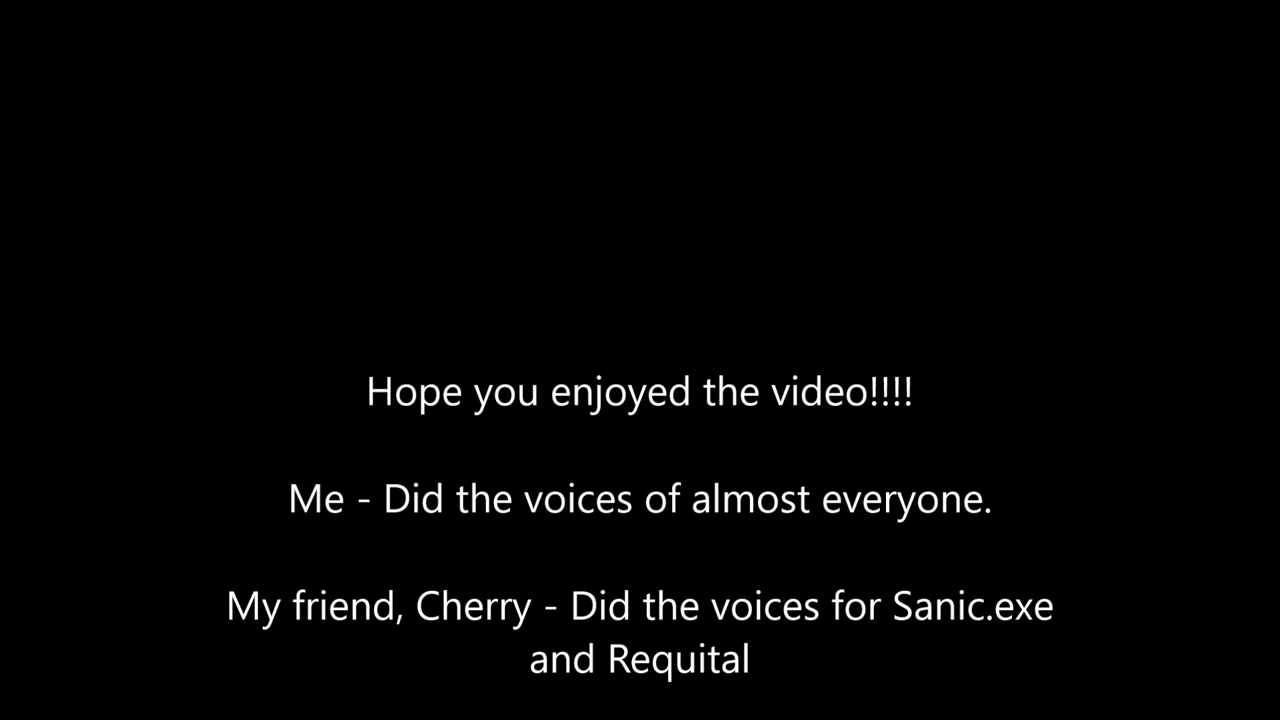 Hope you enjoyed the video!!!!
Me - Did the voices of almost everyone.
My friend, Cherry - Did the voices for Sanic.exe
and Requital